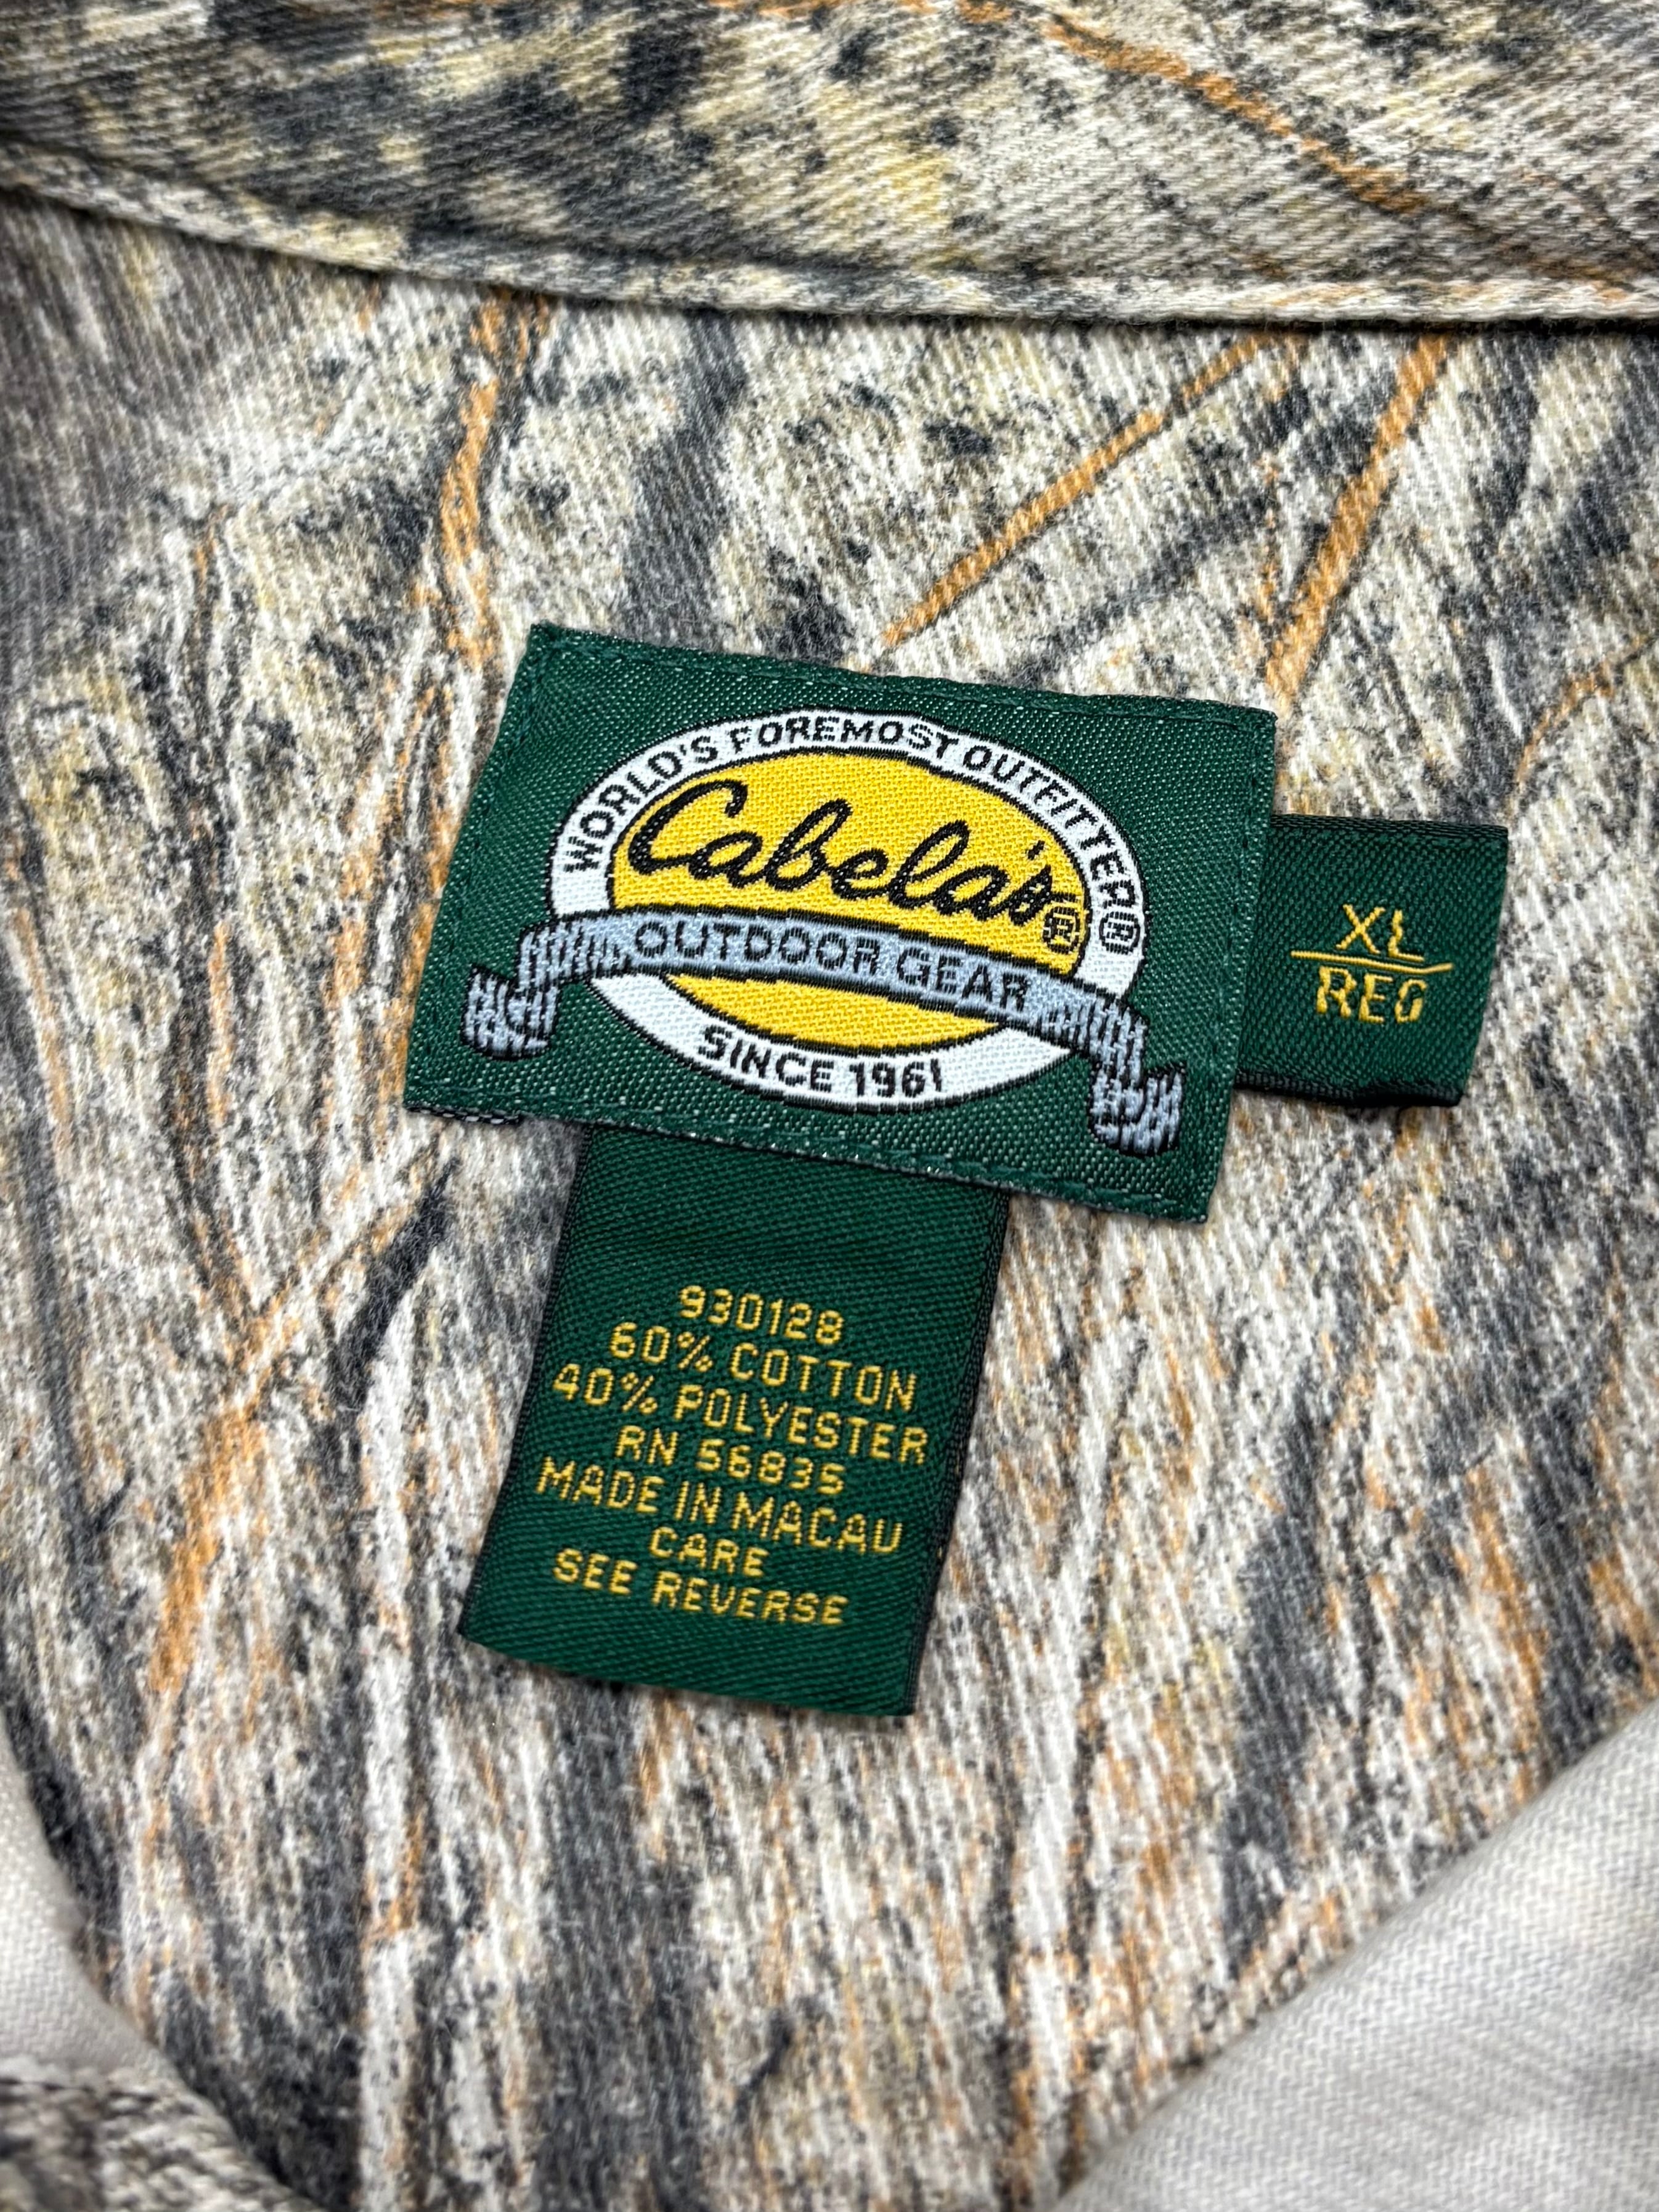 WORLD'S FOREMOST OUTFITTER®
Cabela's®
OUTDOOR GEAR
SINCE 1961
XL
REG
930128
60% COTTON
40% POLYESTER
RN 56835
MADE IN MACAU
CARE
SEE REVERSE